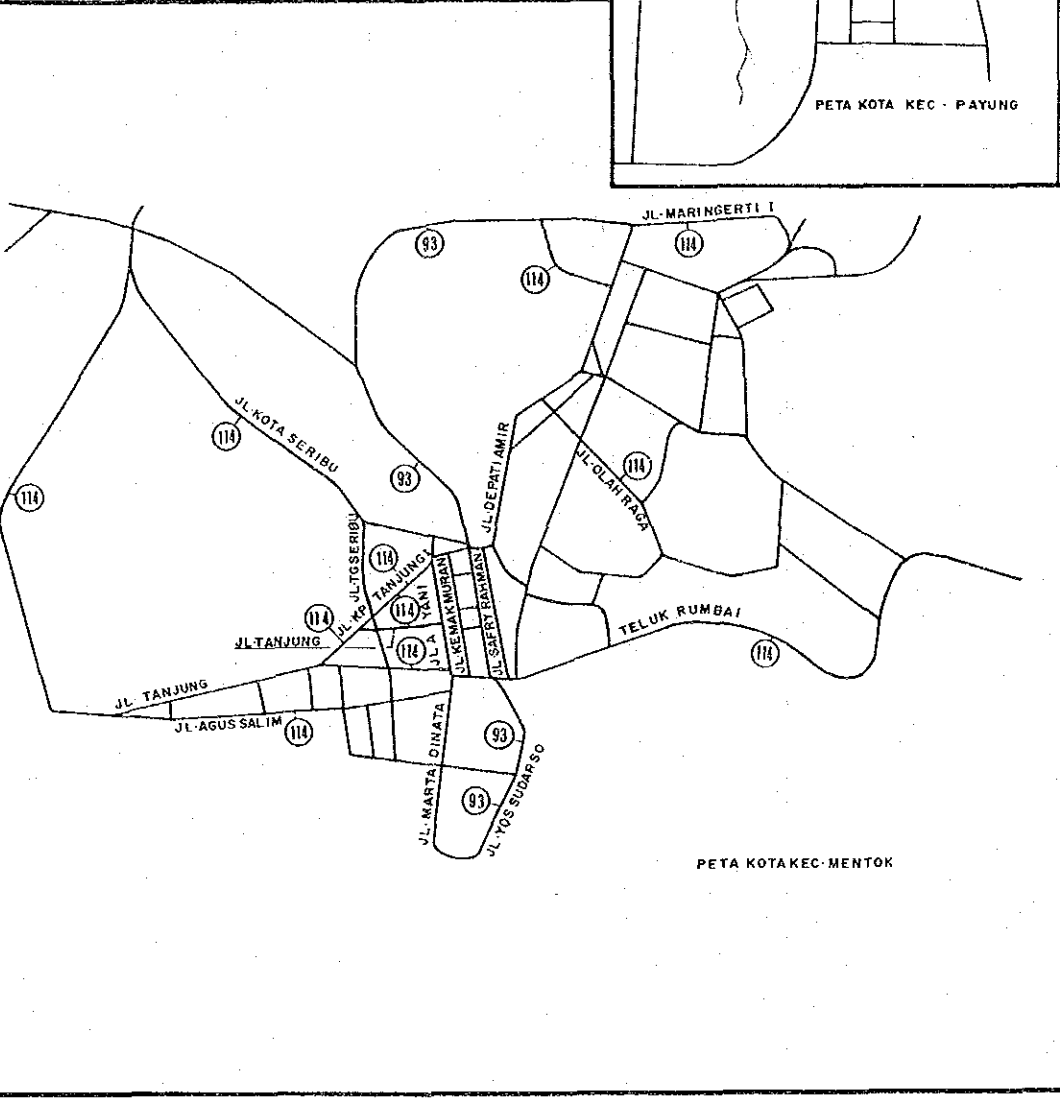 PETA KOTA KEC - PAYUNG
JL-MARINGERTI I
93
114
114
JL-KOTA SERIBU
114
JL-DEPATI AMIR
93
114
JL-OLAH RAGA
114
JL-TGSERIBU
114
JL-KP TANJUNG I
JL A YANI
JL-KEMAKMURAN
JL-SAFRY RAHMAN
114
114
JL-TANJUNG
114
TELUK RUMBAI
114
JL TANJUNG
JL-AGUS SALIM
114
JL-MARTA DINATA
93
93
JL-YOS SUDARSO
PETA KOTA KEC-MENTOK